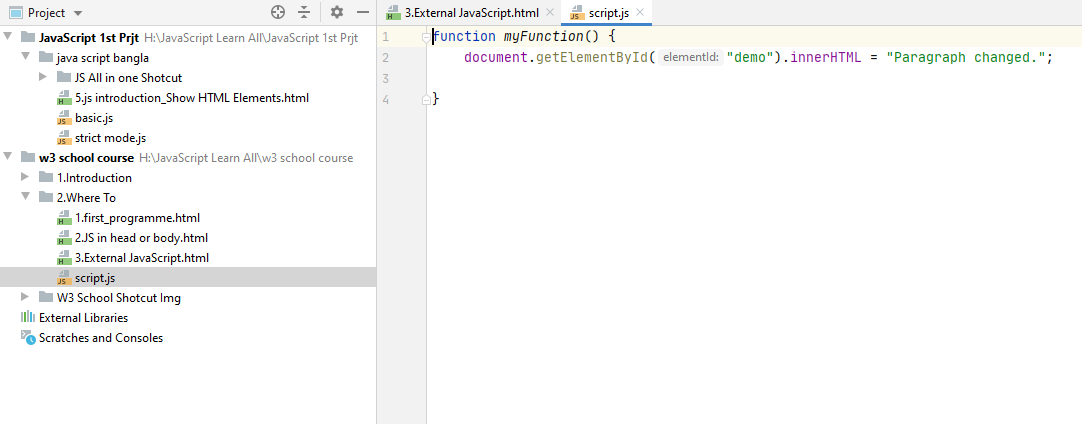 Project
JavaScript 1st Prjt H:\JavaScript Learn All\JavaScript 1st Prjt
java script bangla
JS All in one Shotcut
5.js introduction_Show HTML Elements.html
basic.js
strict mode.js
w3 school course H:\JavaScript Learn All\w3 school course
1.Introduction
2.Where To
1.first_programme.html
2.JS in head or body.html
3.External JavaScript.html
script.js
W3 School Shotcut Img
External Libraries
Scratches and Consoles
3.External JavaScript.html
script.js
1 function myFunction() {
2 document.getElementById( elementId: "demo").innerHTML = "Paragraph changed.";
3
4 }